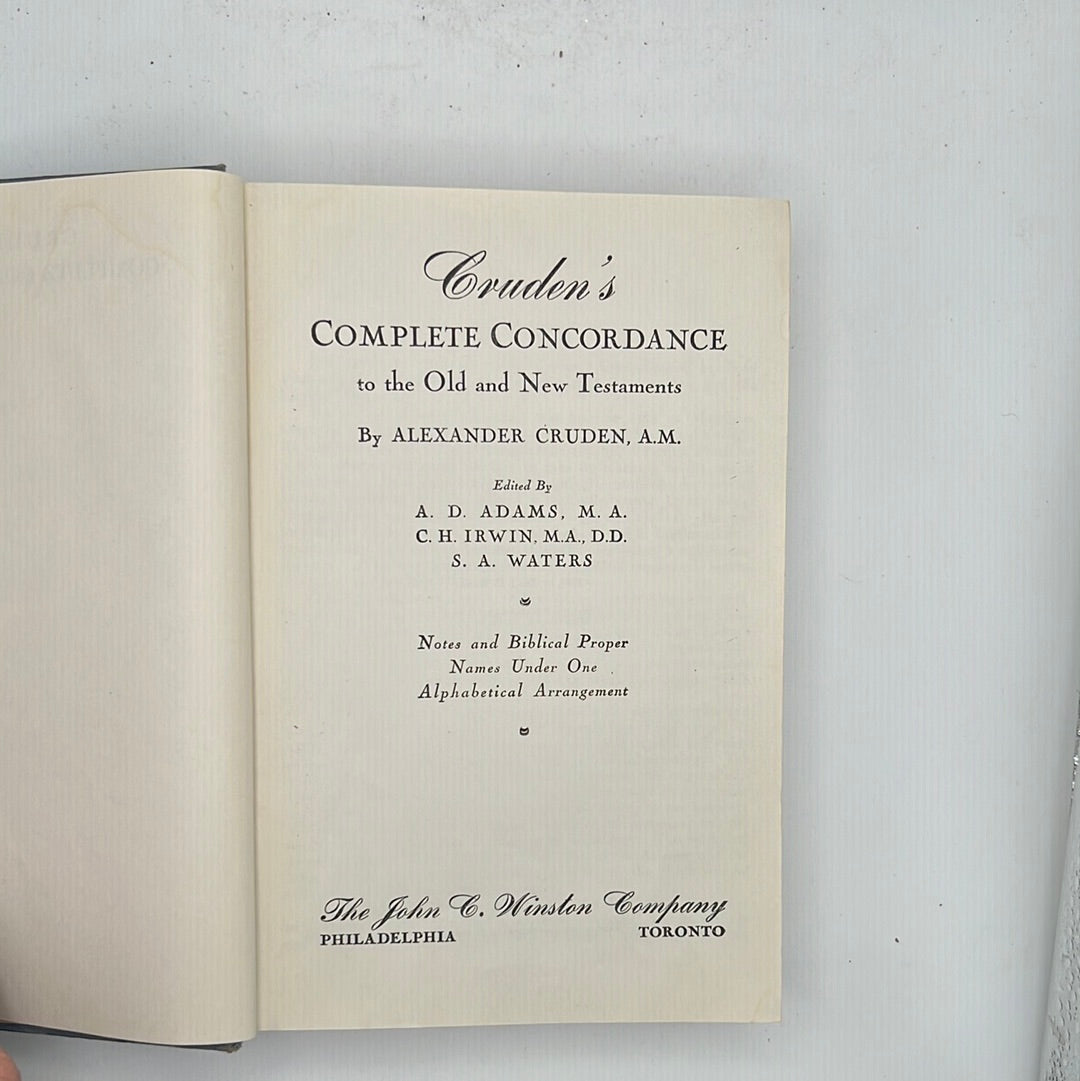 Cruden's
COMPLETE CONCORDANCE
to the Old and New Testaments
By ALEXANDER CRUDEN, A.M.
Edited By
A. D. ADAMS, M. A.
C. H. IRWIN, M.A., D.D.
S. A. WATERS
Notes and Biblical Proper
Names Under One
Alphabetical Arrangement
The John C. Winston Company
PHILADELPHIA TORONTO